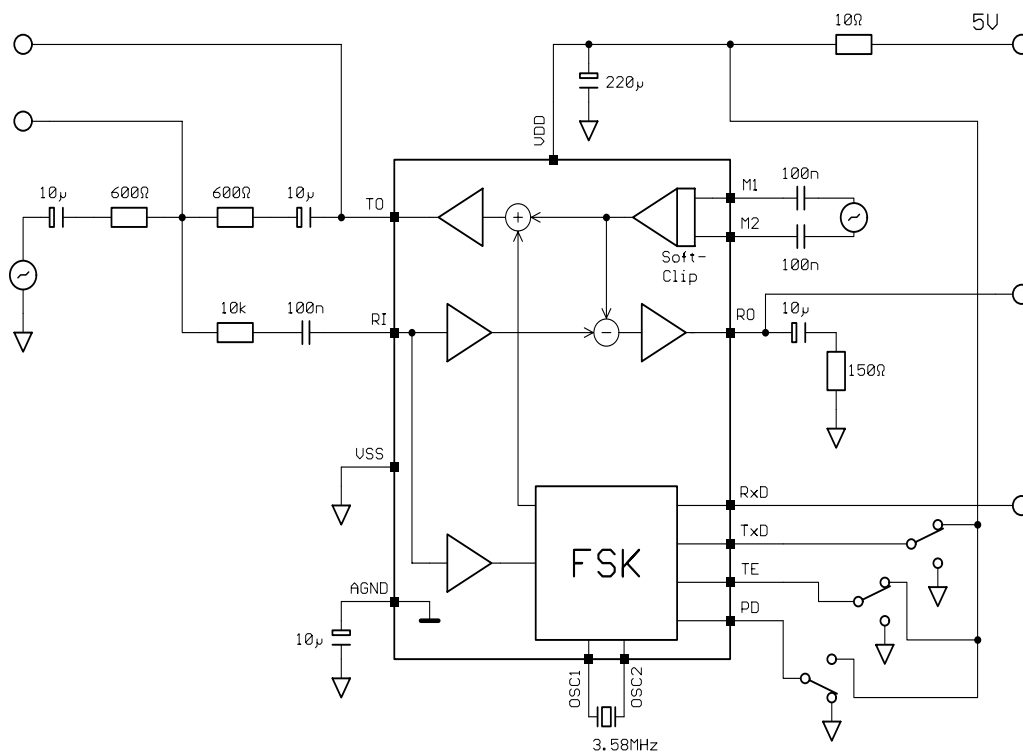 10Ω
5V
220µ
VDD
10µ
600Ω
600Ω
10µ
TO
M1
100n
M2
100n
Soft-
Clip
10k
100n
RI
RO
10µ
150Ω
VSS
RxD
TxD
FSK
TE
AGND
PD
10µ
OSC1
OSC2
3.58MHz